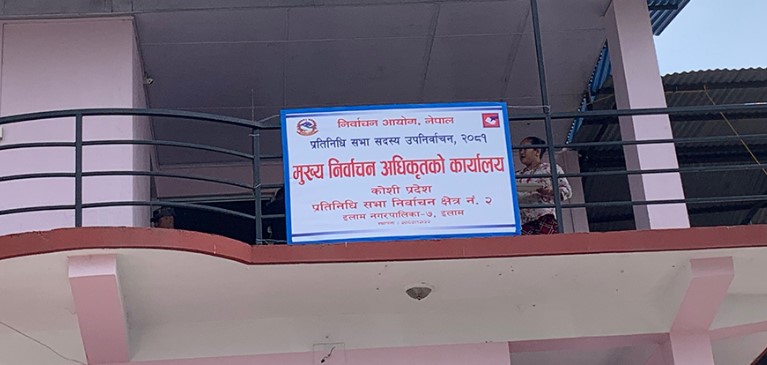 निर्वाचन आयोग, नेपाल
प्रतिनिधि सभा सदस्य उपनिर्वाचन, २०८१
मुख्य निर्वाचन अधिकृतको कार्यालय
कोशी प्रदेश
प्रतिनिधि सभा निर्वाचन क्षेत्र नं. २
इलाम नगरपालिका-७, इलाम